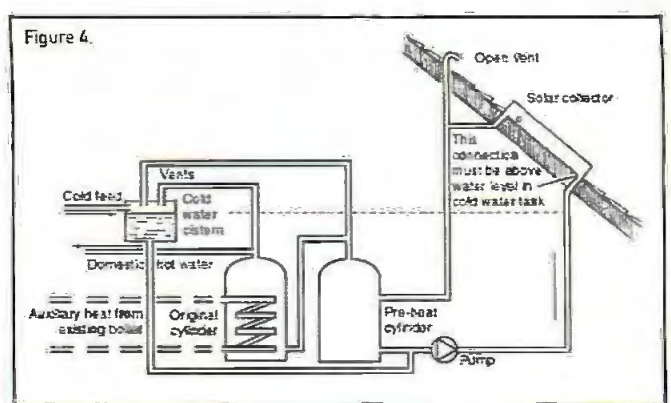 Figure 4.
Open Vent
Solar collector
This
connection
must be above
water level in
cold water task
Vents
Cold feed
Cold
water
cistern
Domestic hot water
Auxiliary heat from
existing boiler
Original
cylinder
Pre-heat
cylinder
Pump